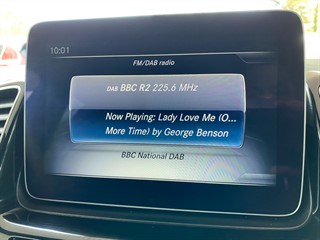 10:01
FM/DAB radio
DAB BBC R2 225.6 MHz
Now Playing: Lady Love Me (O...
More Time) by George Benson
BBC National DAB